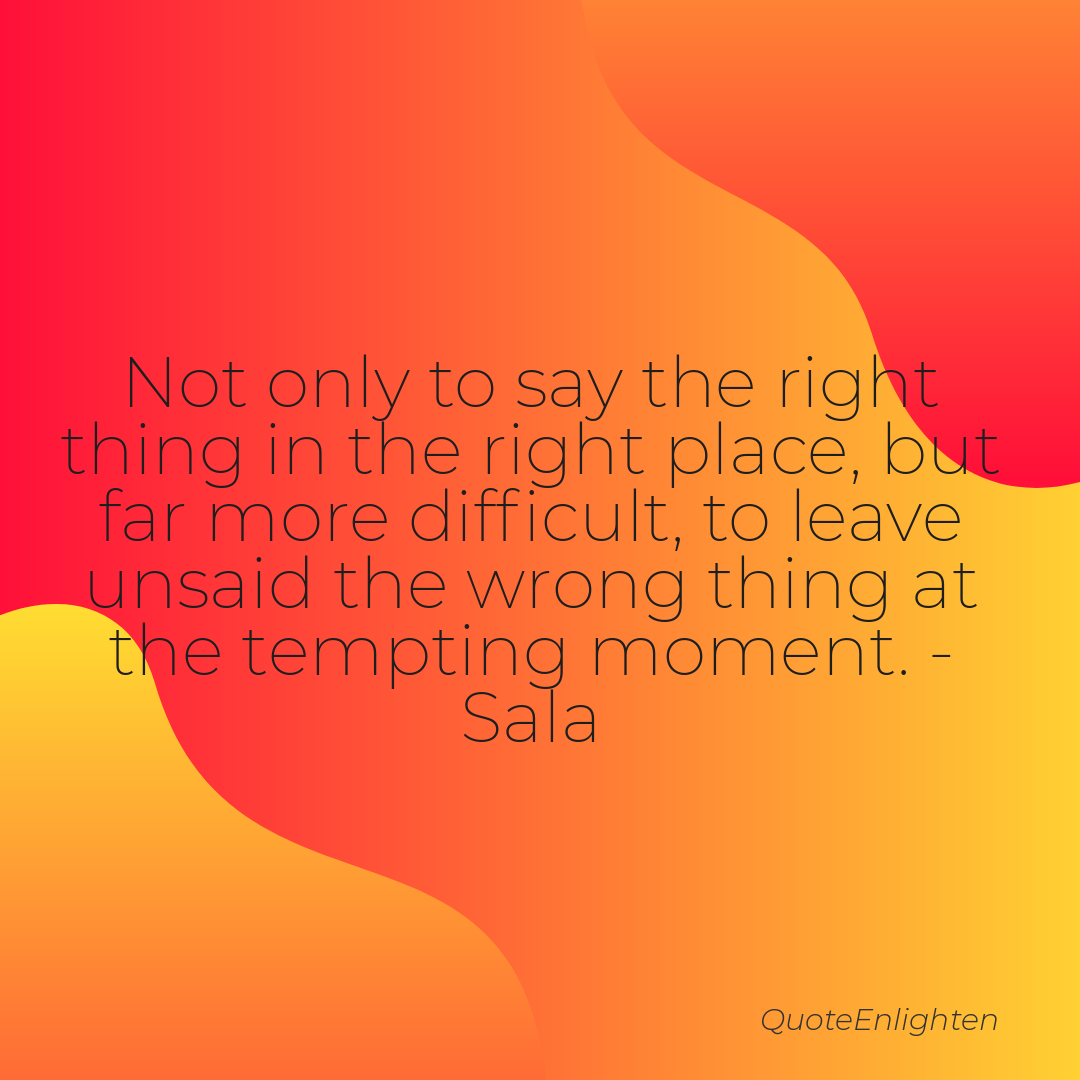 Not only to say the right
thing in the right place, but
far more difficult, to leave
unsaid the wrong thing at
the tempting moment. -
Sala
QuoteEnlighten